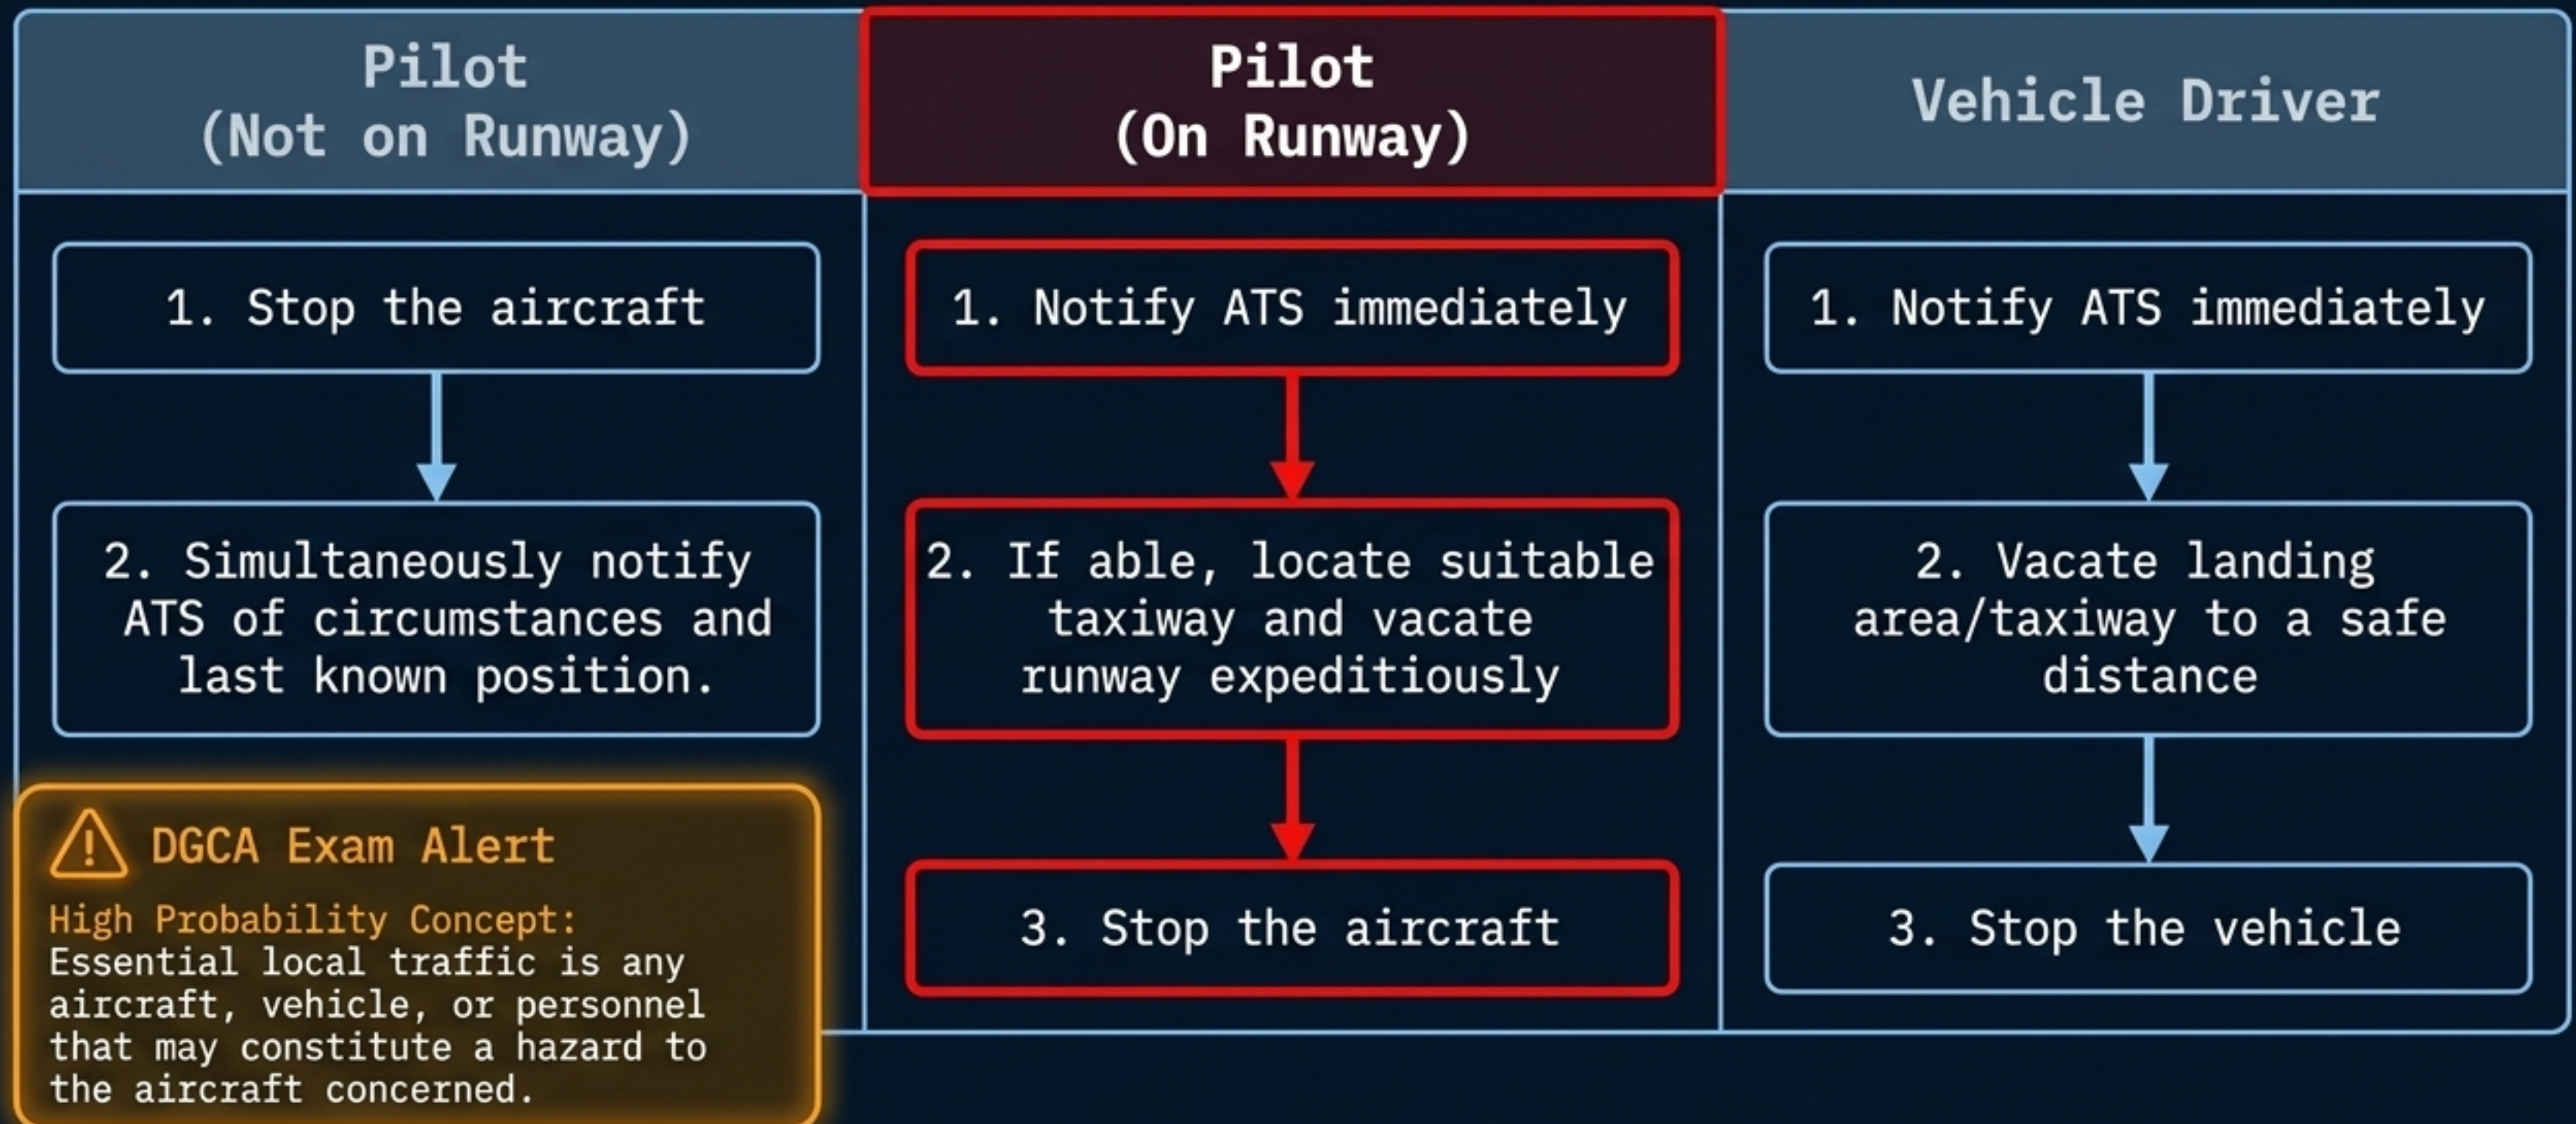 Pilot
(Not on Runway)
1. Stop the aircraft
2. Simultaneously notify
ATS of circumstances and
last known position.
DGCA Exam Alert
High Probability Concept:
Essential local traffic is any
aircraft, vehicle, or personnel
that may constitute a hazard to
the aircraft concerned.
Pilot
(On Runway)
1. Notify ATS immediately
2. If able, locate suitable
taxiway and vacate
runway expeditiously
3. Stop the aircraft
Vehicle Driver
1. Notify ATS immediately
2. Vacate landing
area/taxiway to a safe
distance
3. Stop the vehicle